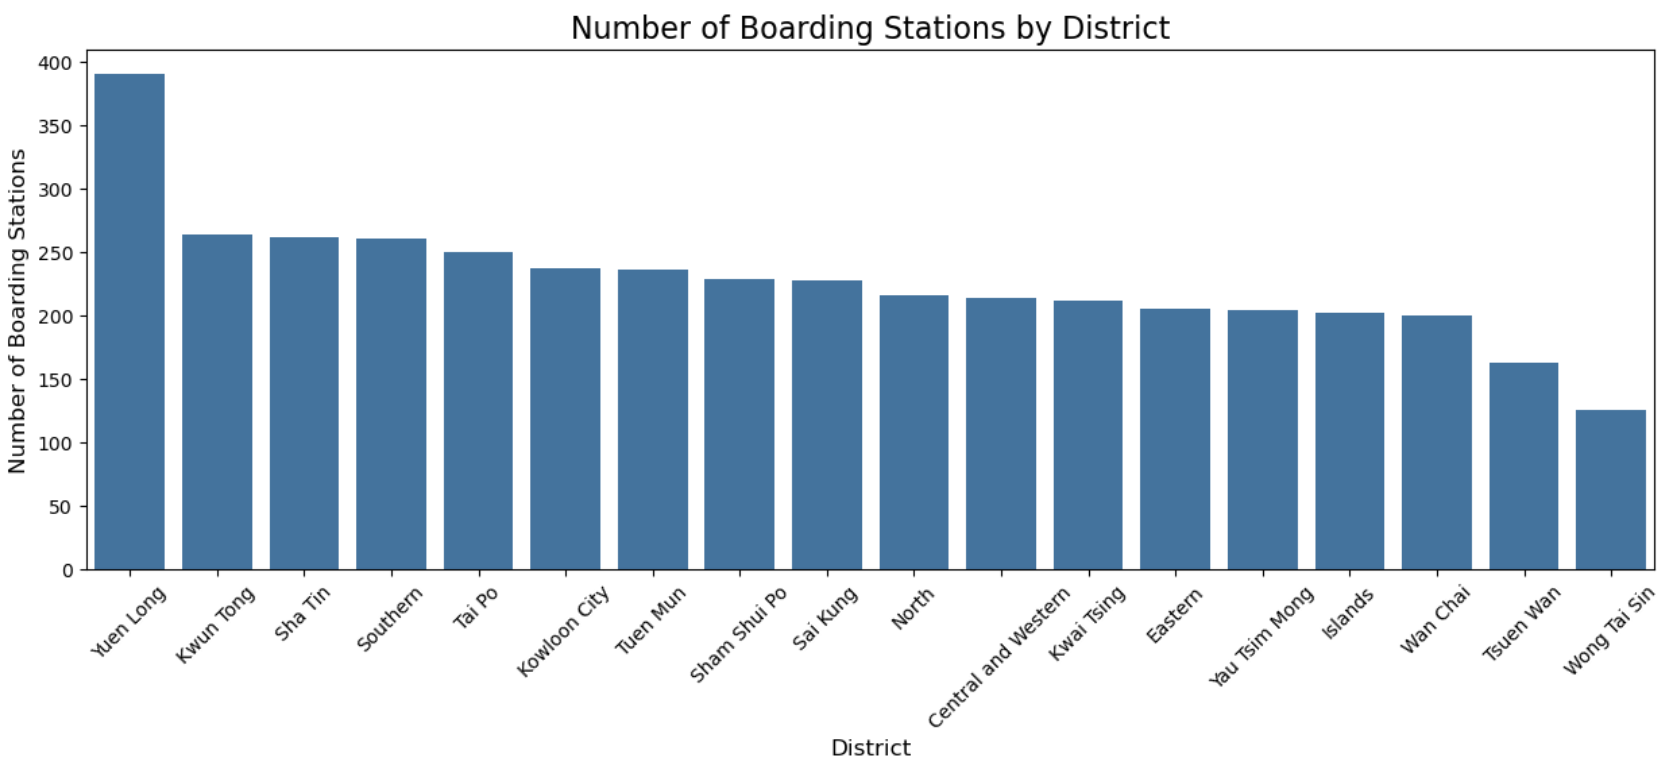 Number of Boarding Stations by District
Number of Boarding Stations
400
350
300
250
200
150
100
50
0
Yuen Long
Kwun Tong
Sha Tin
Southern
Tai Po
Kowloon City
Tuen Mun
Sham Shui Po
Sai Kung
North
Central and Western
Kwai Tsing
Eastern
Yau Tsim Mong
Islands
Wan Chai
Tsuen Wan
Wong Tai Sin
District